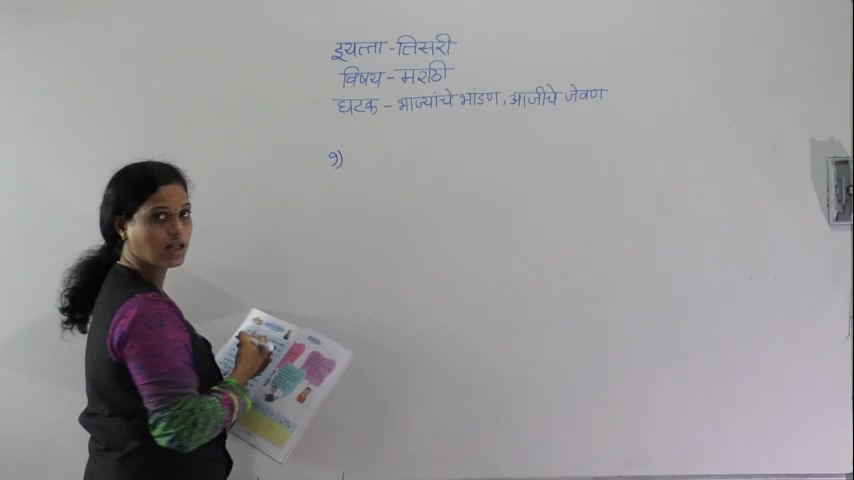 इयत्ता - तिसरी
विषय - मराठी
घटक - भाज्यांचे भांडण, आजीचे जेवण
१)